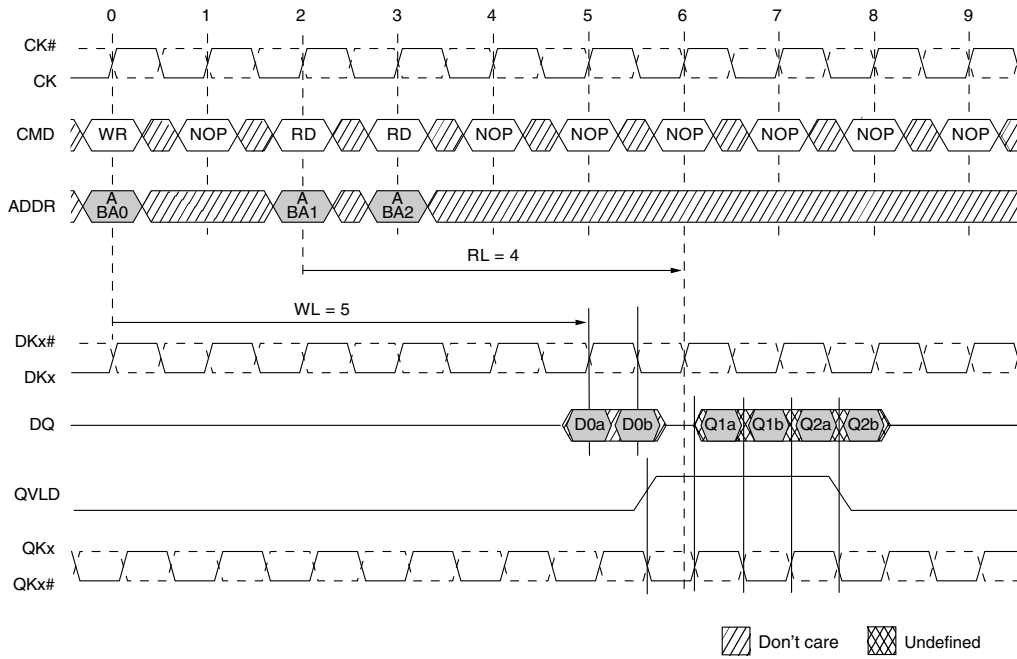 0 1 2 3 4 5 6 7 8 9
CK#
CK
CMD WR NOP RD RD NOP NOP NOP NOP NOP NOP
ADDR A BA0 A BA1 A BA2
RL = 4
WL = 5
DKx#
DKx
DQ D0a D0b Q1a Q1b Q2a Q2b
QVLD
QKx
QKx#
Don't care Undefined